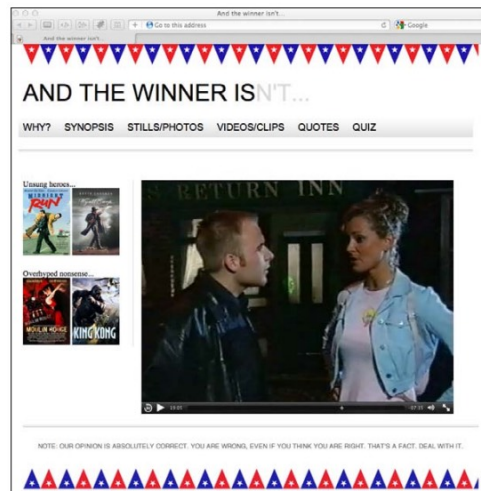 And the winner isn't...
Go to this address
Google
And the winner isn't...
AND THE WINNER ISN'T...
WHY? SYNOPSIS STILLS/PHOTOS VIDEOS/CLIPS QUOTES QUIZ
Unsung heroes...
MIDNIGHT
RUN
Overhyped nonsense...
MOULIN ROUGE
KING KONG
S RETURN INN
NOTE: OUR OPINION IS ABSOLUTELY CORRECT. YOU ARE WRONG, EVEN IF YOU THINK YOU ARE RIGHT. THAT'S A FACT. DEAL WITH IT.